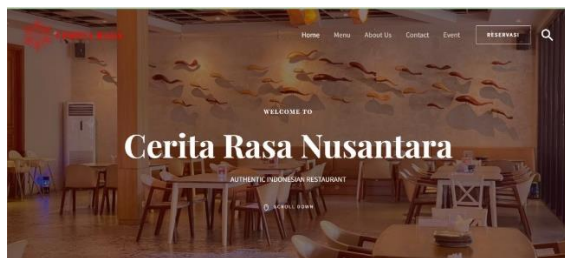 Home Menu About Us Contact Event RESERVASI
WELCOME TO
Cerita Rasa Nusantara
AUTHENTIC INDONESIAN RESTAURANT
SCROLL DOWN